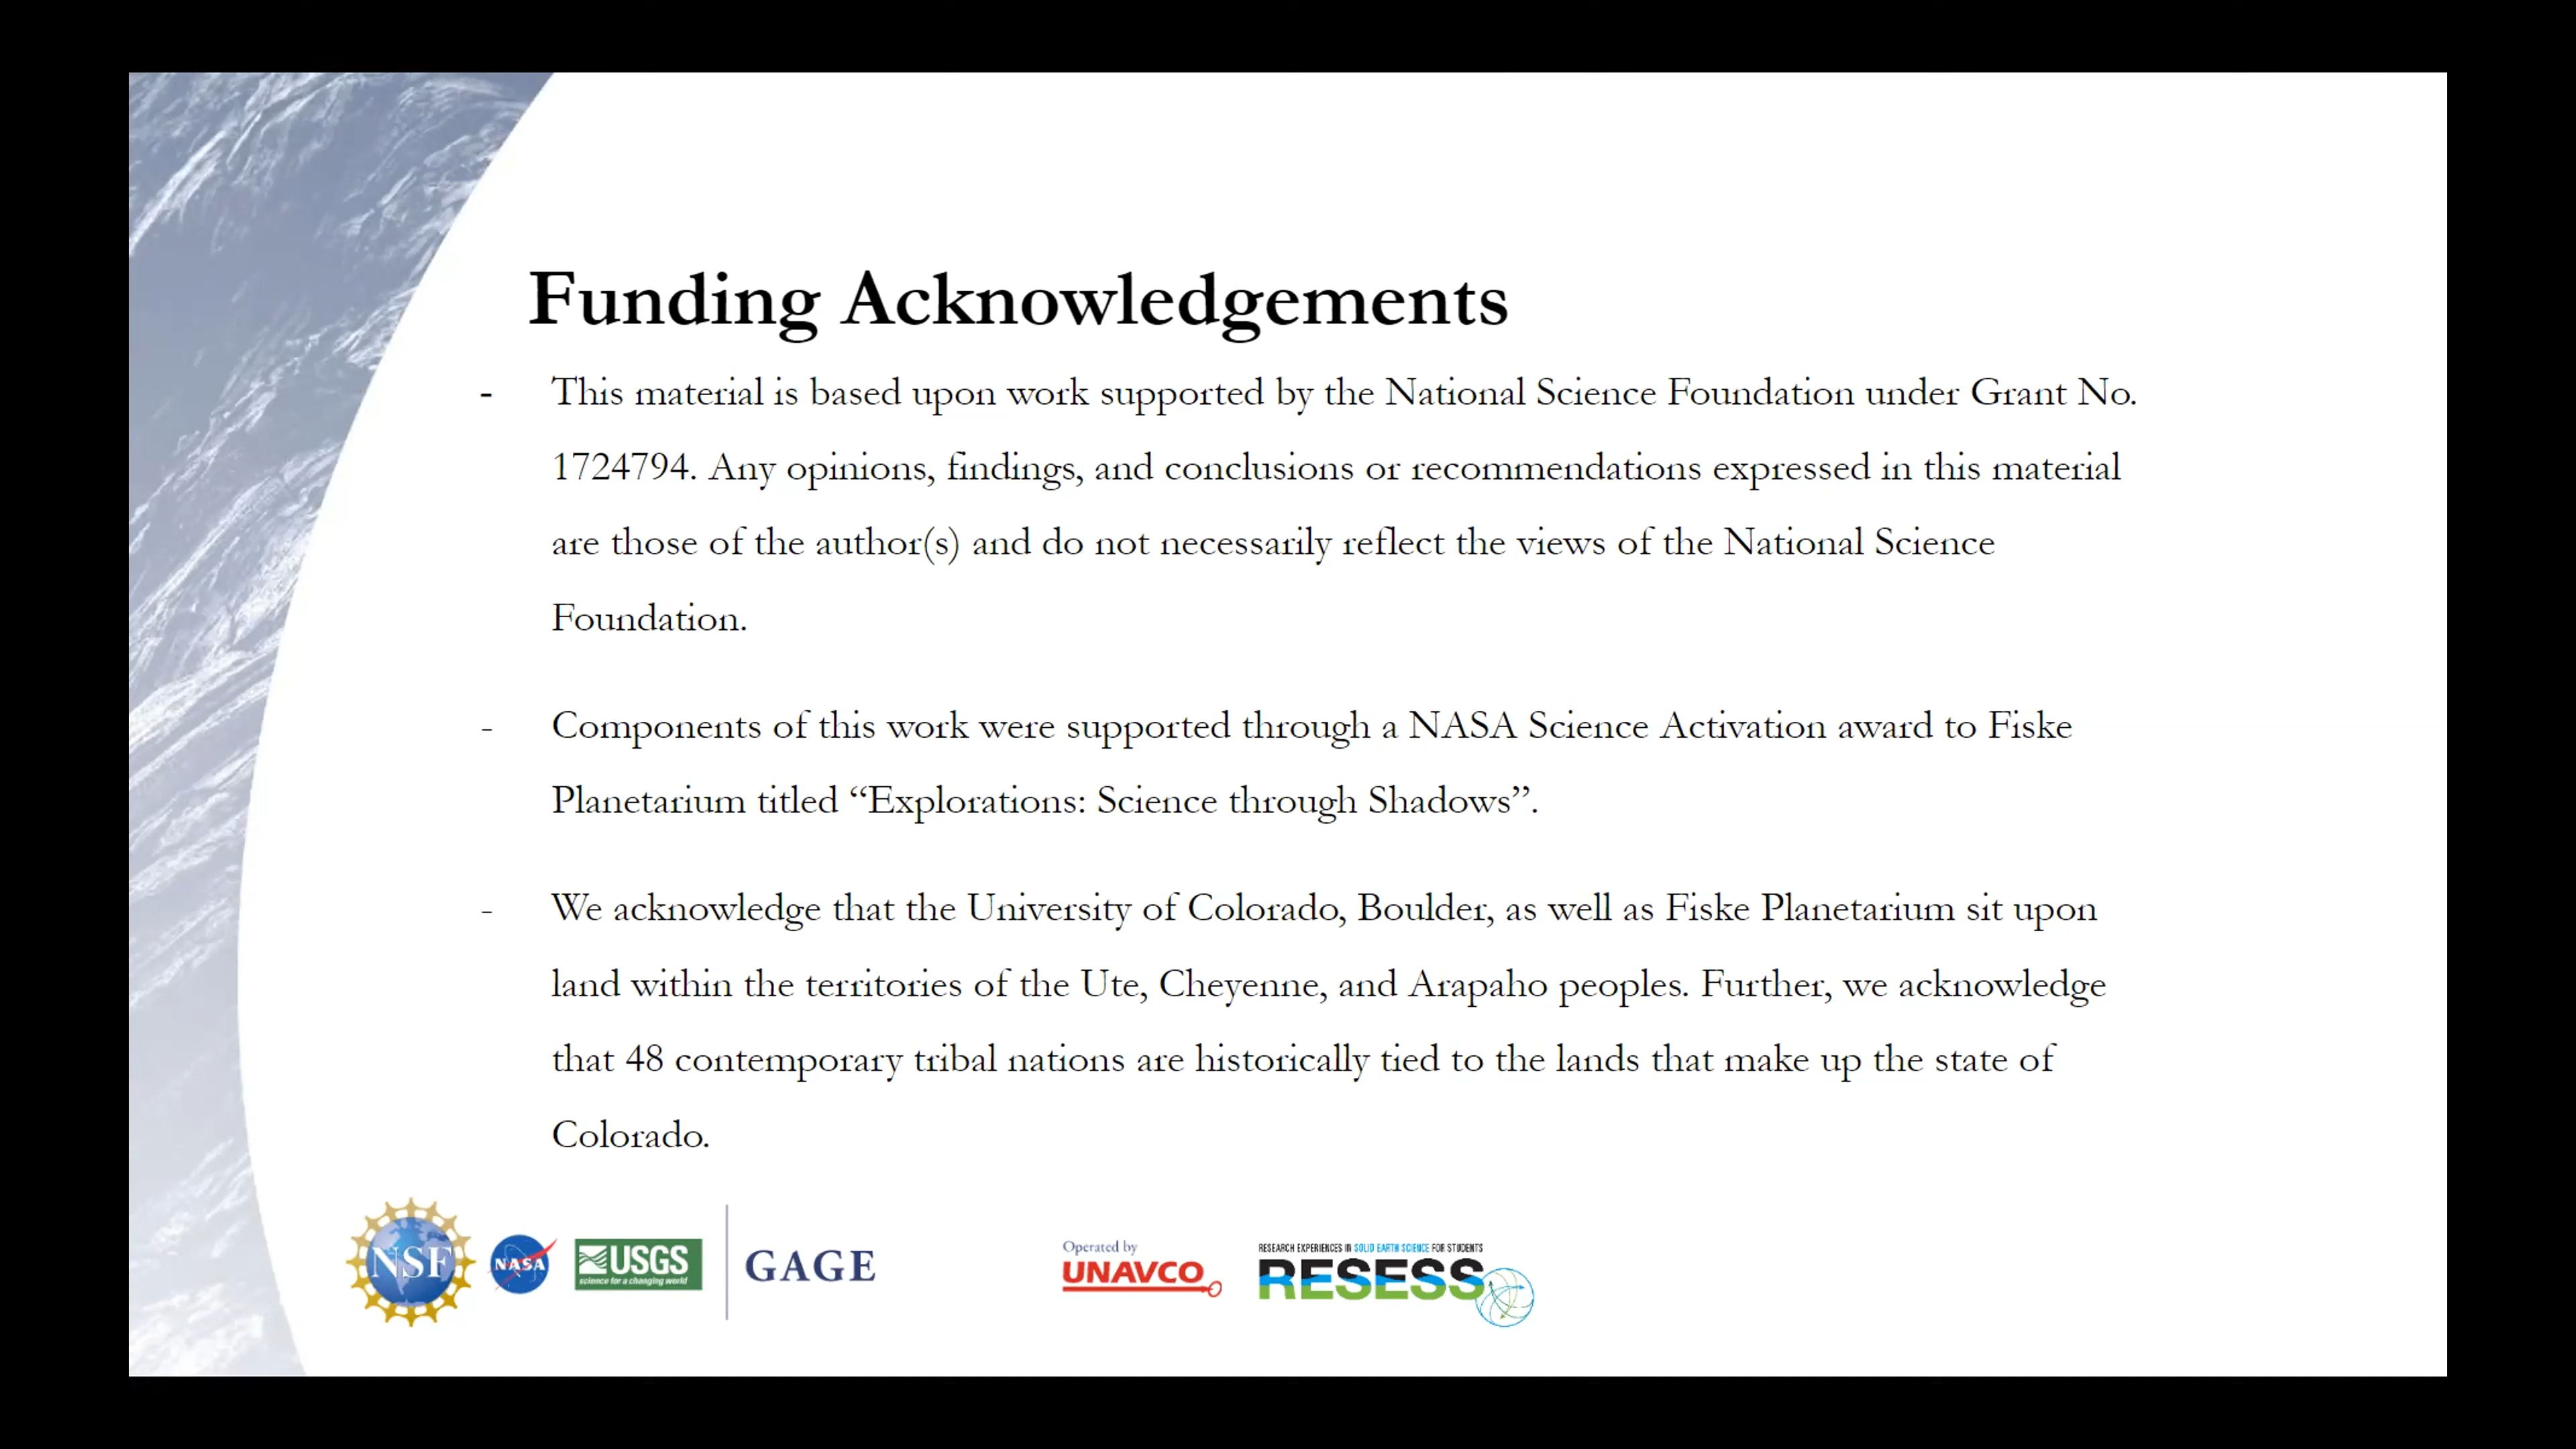 Funding Acknowledgements
- This material is based upon work supported by the National Science Foundation under Grant No.
1724794. Any opinions, findings, and conclusions or recommendations expressed in this material
are those of the author(s) and do not necessarily reflect the views of the National Science
Foundation.
- Components of this work were supported through a NASA Science Activation award to Fiske
Planetarium titled “Explorations: Science through Shadows”.
- We acknowledge that the University of Colorado, Boulder, as well as Fiske Planetarium sit upon
land within the territories of the Ute, Cheyenne, and Arapaho peoples. Further, we acknowledge
that 48 contemporary tribal nations are historically tied to the lands that make up the state of
Colorado.
NSF
NASA
USGS
science for a changing world
GAGE
Operated by
UNAVCO
RESEARCH EXPERIENCES IN SOLID EARTH SCIENCE FOR STUDENTS
RESESS